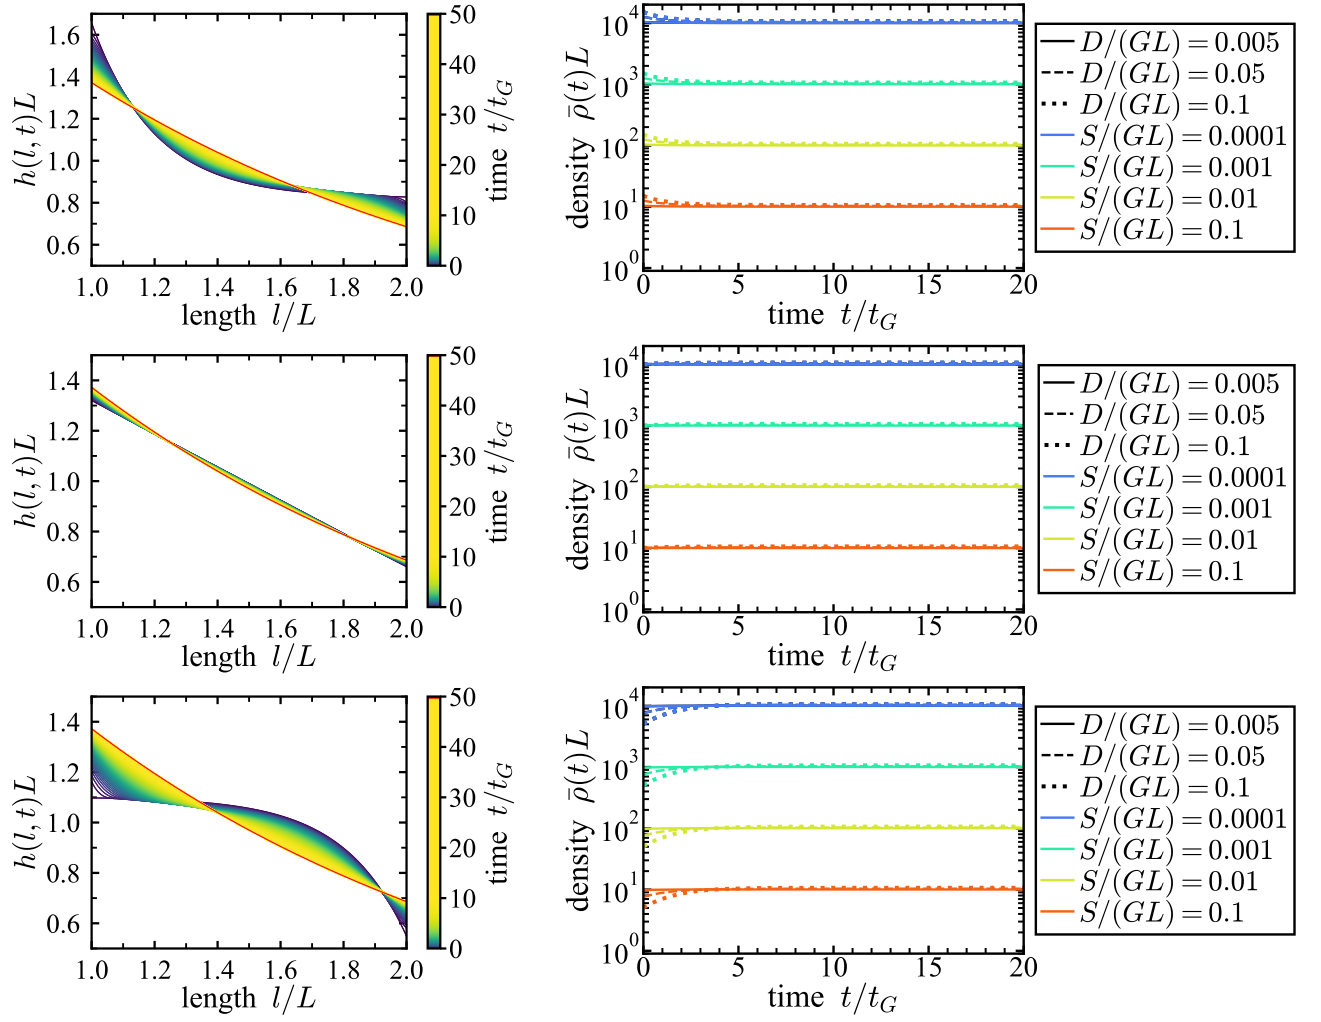 h(l,t)L
1.6
1.4
1.2
1.0
0.8
0.6
1.0 1.2 1.4 1.6 1.8 2.0
length l/L
50
40
30
20
10
0
time t/t_G
density ρ̄(t)L
10^4
10^3
10^2
10^1
10^0
0 5 10 15 20
time t/t_G
D/(GL) = 0.005
D/(GL) = 0.05
D/(GL) = 0.1
S/(GL) = 0.0001
S/(GL) = 0.001
S/(GL) = 0.01
S/(GL) = 0.1
h(l,t)L
1.4
1.2
1.0
0.8
0.6
1.0 1.2 1.4 1.6 1.8 2.0
length l/L
50
40
30
20
10
0
time t/t_G
density ρ̄(t)L
10^4
10^3
10^2
10^1
10^0
0 5 10 15 20
time t/t_G
D/(GL) = 0.005
D/(GL) = 0.05
D/(GL) = 0.1
S/(GL) = 0.0001
S/(GL) = 0.001
S/(GL) = 0.01
S/(GL) = 0.1
h(l,t)L
1.4
1.2
1.0
0.8
0.6
1.0 1.2 1.4 1.6 1.8 2.0
length l/L
50
40
30
20
10
0
time t/t_G
density ρ̄(t)L
10^4
10^3
10^2
10^1
10^0
0 5 10 15 20
time t/t_G
D/(GL) = 0.005
D/(GL) = 0.05
D/(GL) = 0.1
S/(GL) = 0.0001
S/(GL) = 0.001
S/(GL) = 0.01
S/(GL) = 0.1